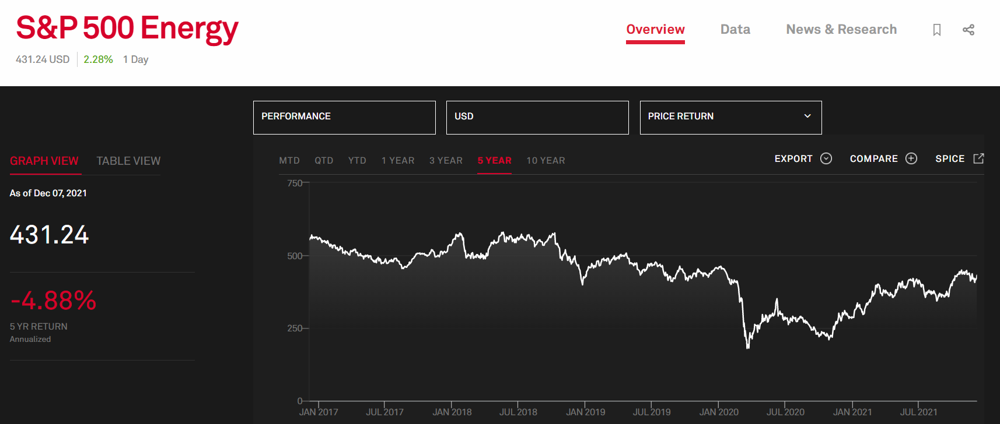 S&P 500 Energy
Overview Data News & Research
431.24 USD 2.28% 1 Day
PERFORMANCE USD PRICE RETURN
GRAPH VIEW TABLE VIEW
MTD QTD YTD 1 YEAR 3 YEAR 5 YEAR 10 YEAR
EXPORT COMPARE SPICE
As of Dec 07, 2021
431.24
-4.88%
5 YR RETURN
Annualized
750
500
250
0
JAN 2017 JUL 2017 JAN 2018 JUL 2018 JAN 2019 JUL 2019 JAN 2020 JUL 2020 JAN 2021 JUL 2021